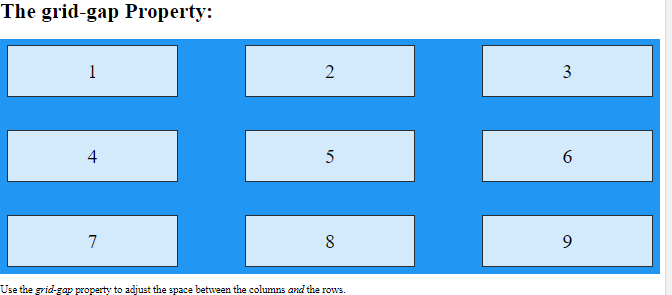 The grid-gap Property:
1 2 3
4 5 6
7 8 9
Use the grid-gap property to adjust the space between the columns and the rows.